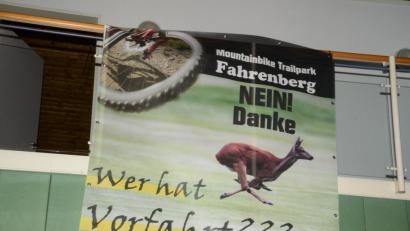 Mountainbike Trailpark
Fahrenberg
NEIN!
Danke
Wer hat
Vorfahrt???